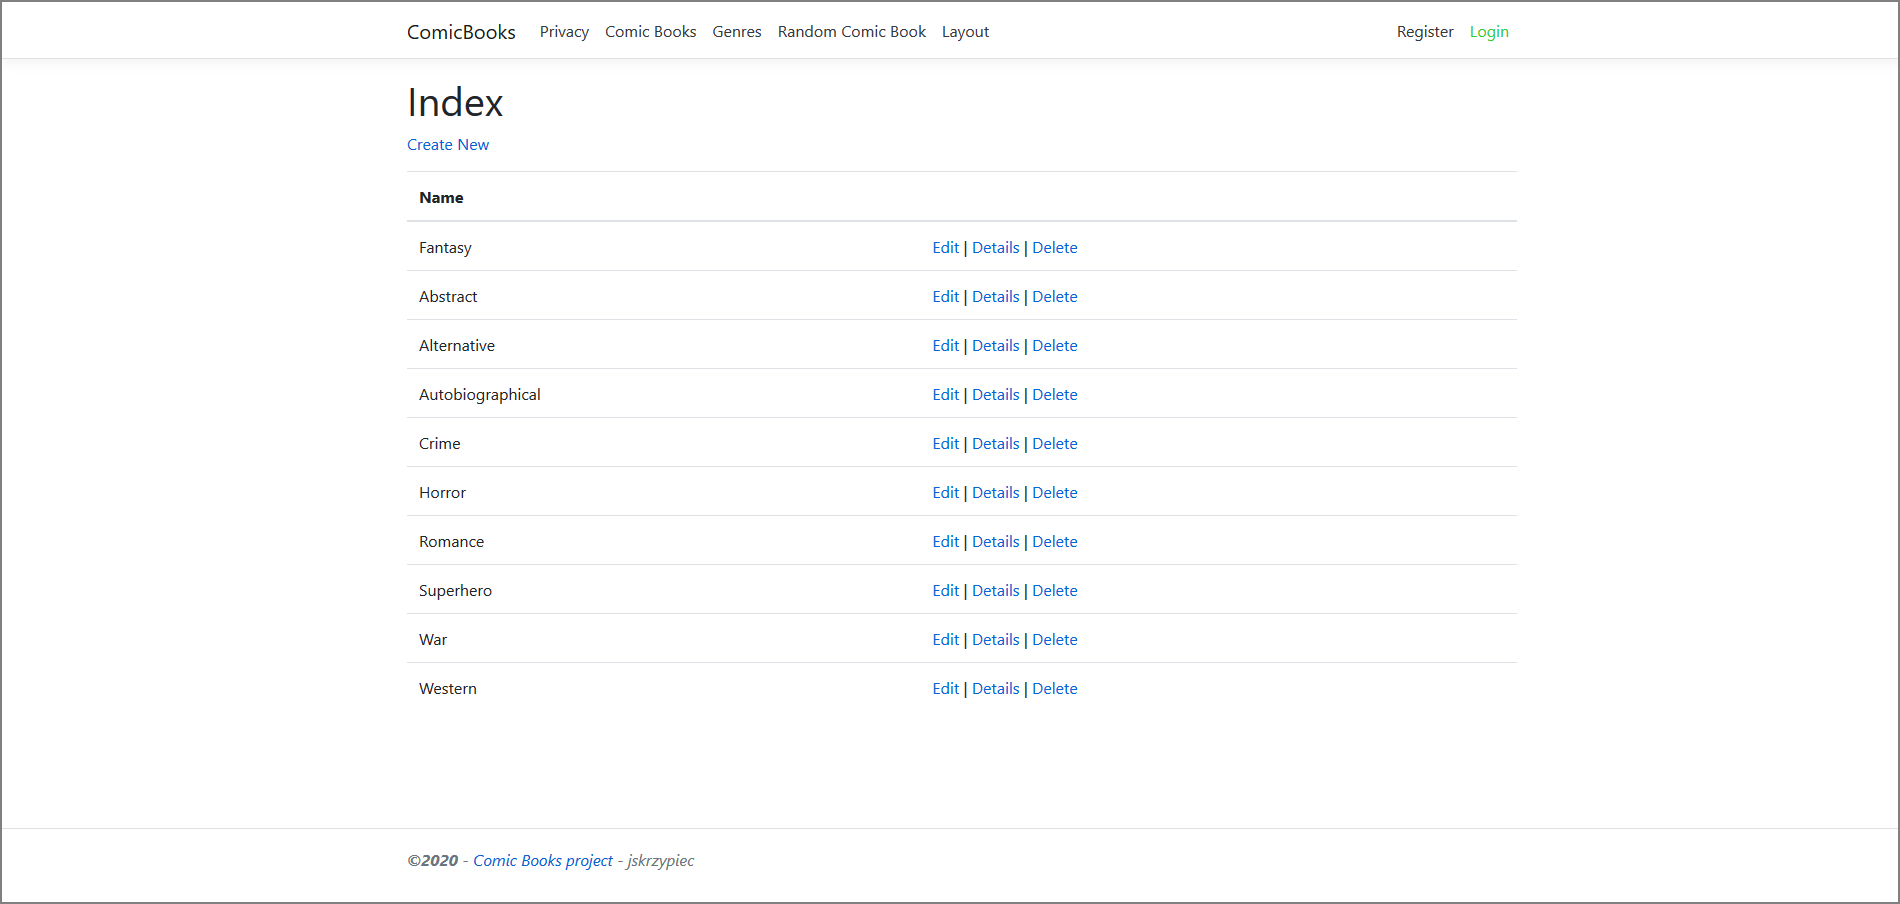 ComicBooks Privacy Comic Books Genres Random Comic Book Layout Register Login
Index
Create New
Name
Fantasy Edit | Details | Delete
Abstract Edit | Details | Delete
Alternative Edit | Details | Delete
Autobiographical Edit | Details | Delete
Crime Edit | Details | Delete
Horror Edit | Details | Delete
Romance Edit | Details | Delete
Superhero Edit | Details | Delete
War Edit | Details | Delete
Western Edit | Details | Delete
©2020 - Comic Books project - jskrzypiec